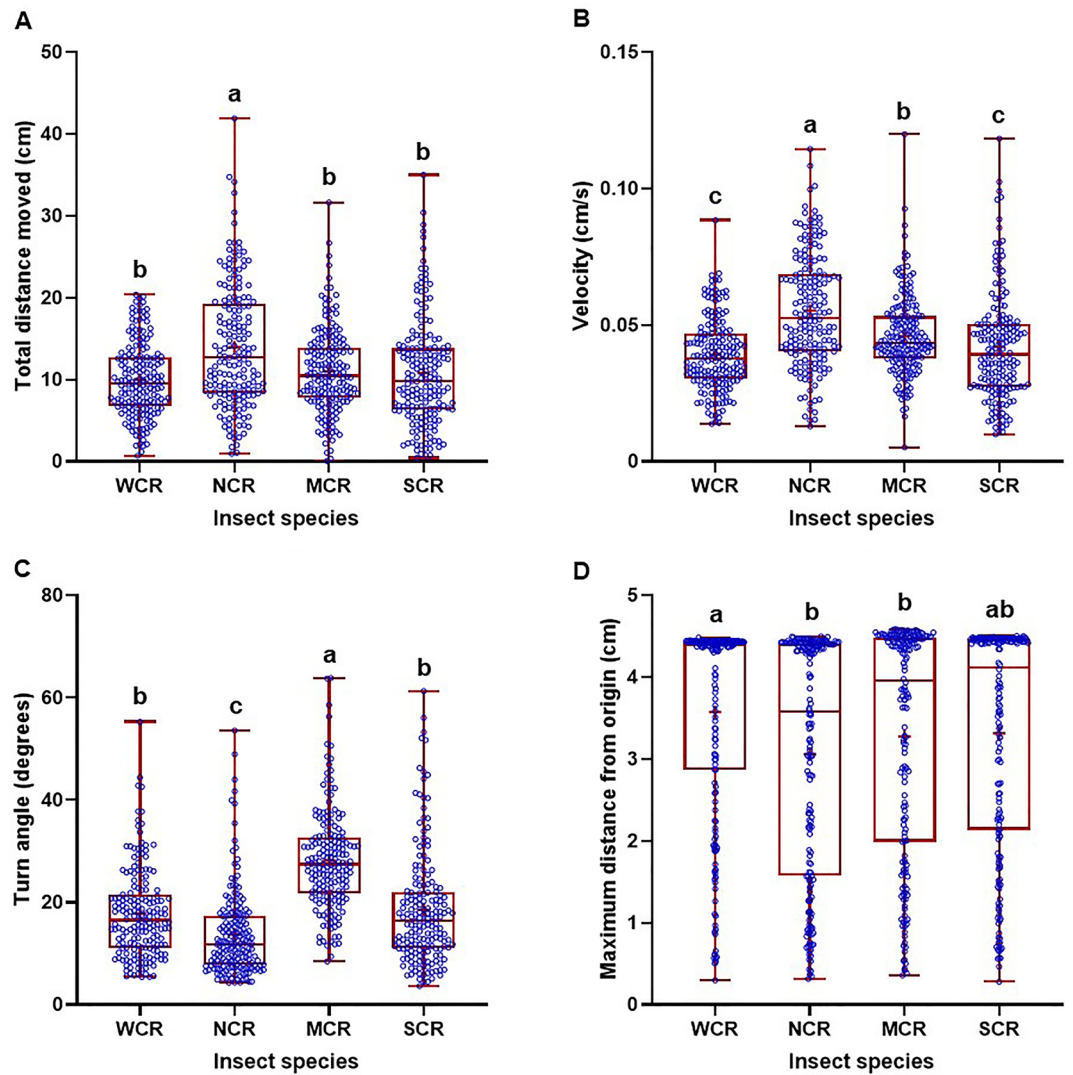 A
Total distance moved (cm)
50
40
30
20
10
0
b
a
b
b
WCR NCR MCR SCR
Insect species
B
Velocity (cm/s)
0.15
0.10
0.05
0
c
a
b
c
WCR NCR MCR SCR
Insect species
C
Turn angle (degrees)
80
60
40
20
0
b
c
a
b
WCR NCR MCR SCR
Insect species
D
Maximum distance from origin (cm)
5
4
3
2
1
0
a
b
b
ab
WCR NCR MCR SCR
Insect species